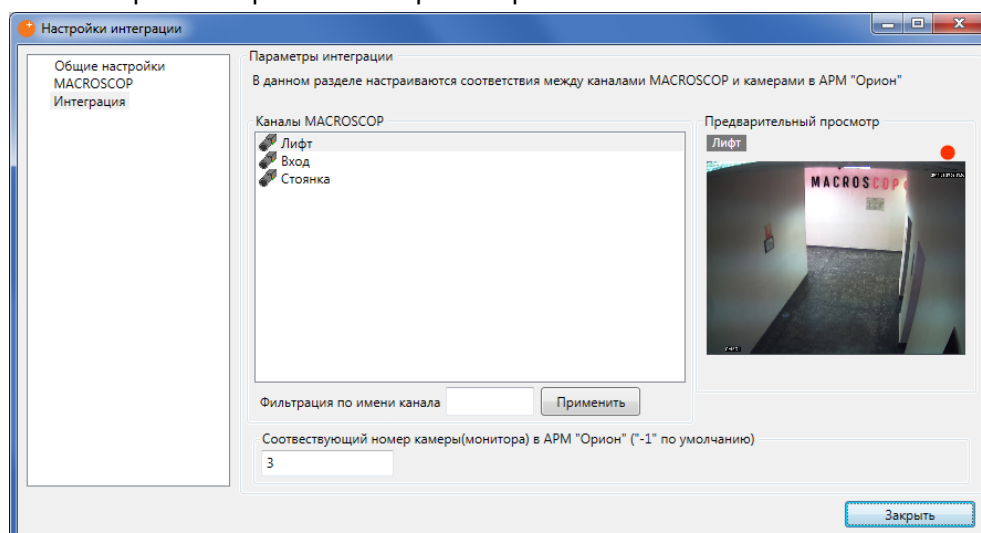 Настройки интеграции
Общие настройки
MACROSCOP
Интеграция
Параметры интеграции
В данном разделе настраиваются соответствия между каналами MACROSCOP и камерами в АРМ "Орион"
Каналы MACROSCOP
Лифт
Вход
Стоянка
Фильтрация по имени канала
Применить
Предварительный просмотр
Лифт
MACROSCOP
Соотвествующий номер камеры(монитора) в АРМ "Орион" ("-1" по умолчанию)
3
Закрыть